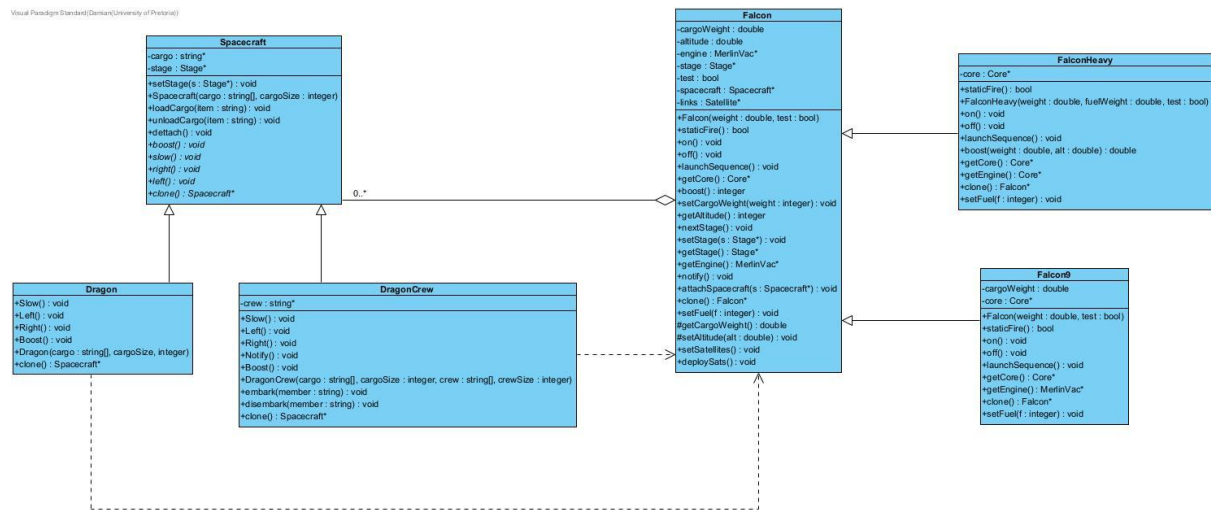 Visual Paradigm Standard(Damian(University of Pretoria))
Spacecraft
-cargo : string*
-stage : Stage*
+setStage(s : Stage*) : void
+Spacecraft(cargo : string[], cargoSize : integer)
+loadCargo(item : string) : void
+unloadCargo(item : string) : void
+dettach() : void
+boost() : void
+slow() : void
+right() : void
+left() : void
+clone() : Spacecraft*
0..*
Dragon
+Slow() : void
+Left() : void
+Right() : void
+Boost() : void
+Dragon(cargo : string[], cargoSize, integer)
+clone() : Spacecraft*
DragonCrew
-crew : string*
+Slow() : void
+Left() : void
+Right() : void
+Notify() : void
+Boost() : void
+DragonCrew(cargo : string[], cargoSize : integer, crew : string[], crewSize : integer)
+embark(member : string) : void
+disembark(member : string) : void
+clone() : Spacecraft*
Falcon
-cargoWeight : double
-altitude : double
-engine : MerlinVac*
-stage : Stage*
-test : bool
-spacecraft : Spacecraft*
-links : Satellite*
+Falcon(weight : double, test : bool)
+staticFire() : bool
+on() : void
+off() : void
+launchSequence() : void
+getCore() : Core*
+boost() : integer
+setCargoWeight(weight : integer) : void
+getAltitude() : integer
+nextStage() : void
+setStage(s : Stage*) : void
+getStage() : Stage*
+getEngine() : MerlinVac*
+notify() : void
+attachSpacecraft(s : Spacecraft*) : void
+clone() : Falcon*
+setFuel(f : integer) : void
#getCargoWeight() : double
#setAltitude(alt : double) : void
+setSatellites() : void
+deploySats() : void
FalconHeavy
-core : Core*
+staticFire() : bool
+FalconHeavy(weight : double, fuelWeight : double, test : bool)
+on() : void
+off() : void
+launchSequence() : void
+boost(weight : double, alt : double) : double
+getCore() : Core*
+getEngine() : Core*
+clone() : Falcon*
+setFuel(f : integer) : void
Falcon9
-cargoWeight : double
-core : Core*
+Falcon(weight : double, test : bool)
+staticFire() : bool
+on() : void
+off() : void
+launchSequence() : void
+getCore() : Core*
+getEngine() : MerlinVac*
+clone() : Falcon*
+setFuel(f : integer) : void